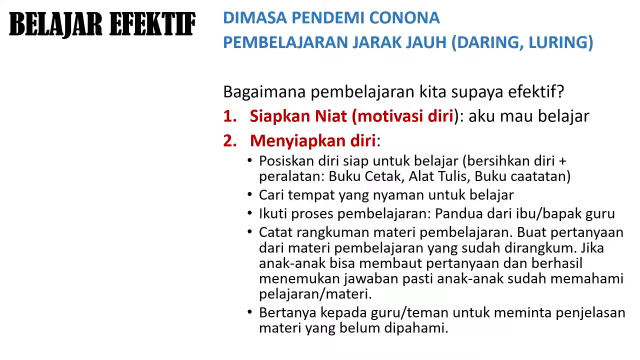 BELAJAR EFEKTIF
DIMASA PENDEMI CONONA
PEMBELAJARAN JARAK JAUH (DARING, LURING)
Bagaimana pembelajaran kita supaya efektif?
1. Siapkan Niat (motivasi diri): aku mau belajar
2. Menyiapkan diri:
• Posiskan diri siap untuk belajar (bersihkan diri +
peralatan: Buku Cetak, Alat Tulis, Buku caatatan)
• Cari tempat yang nyaman untuk belajar
• Ikuti proses pembelajaran: Pandua dari ibu/bapak guru
• Catat rangkuman materi pembelajaran. Buat pertanyaan
dari materi pembelajaran yang sudah dirangkum. Jika
anak-anak bisa membaut pertanyaan dan berhasil
menemukan jawaban pasti anak-anak sudah memahami
pelajaran/materi.
• Bertanya kepada guru/teman untuk meminta penjelasan
materi yang belum dipahami.